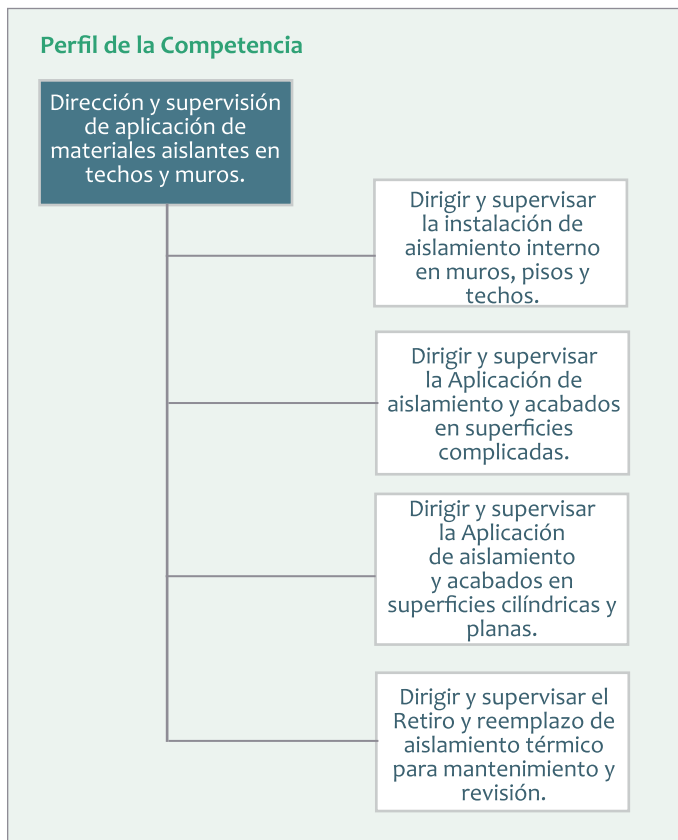 Perfil de la Competencia
Dirección y supervisión
de aplicación de
materiales aislantes en
techos y muros.
Dirigir y supervisar
la instalación de
aislamiento interno
en muros, pisos y
techos.
Dirigir y supervisar
la Aplicación de
aislamiento y acabados
en superficies
complicadas.
Dirigir y supervisar
la Aplicación
de aislamiento
y acabados en
superficies cilíndricas y
planas.
Dirigir y supervisar el
Retiro y reemplazo de
aislamiento térmico
para mantenimiento y
revisión.